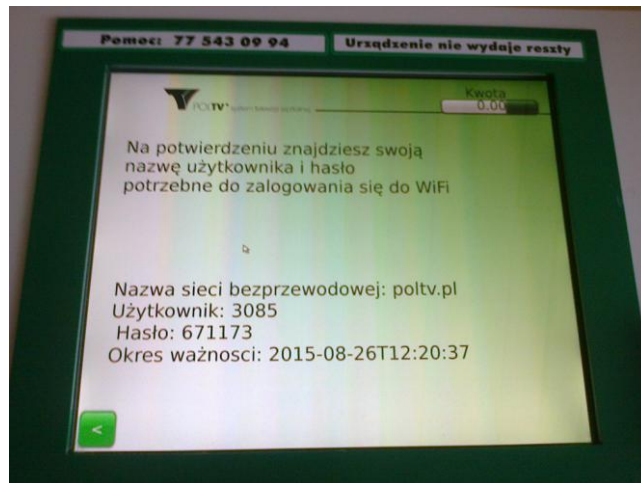 Pomoc: 77 543 09 94
Urządzenie nie wydaje reszty
POLTV
Kwota
0.00
Na potwierdzeniu znajdziesz swoją
nazwę użytkownika i hasło
potrzebne do zalogowania się do WiFi
Nazwa sieci bezprzewodowej: poltv.pl
Użytkownik: 3085
Hasło: 671173
Okres ważnosci: 2015-08-26T12:20:37
<